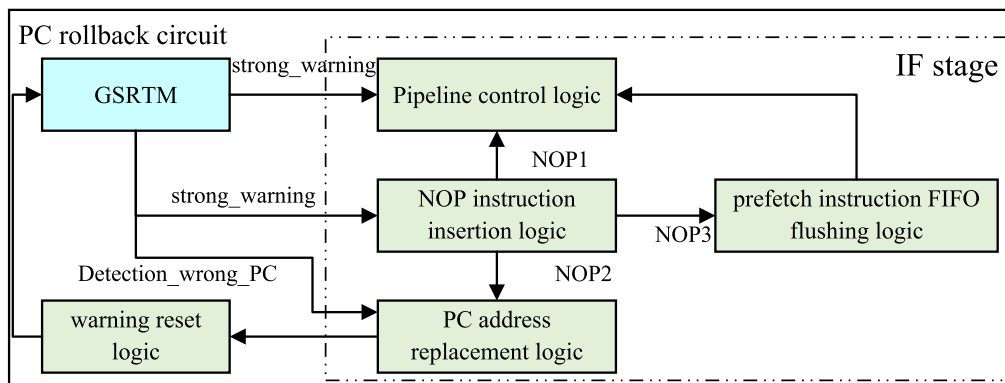 PC rollback circuit
IF stage
strong_warning
GSRTM
Pipeline control logic
NOP1
strong_warning
NOP instruction
insertion logic
NOP3
prefetch instruction FIFO
flushing logic
NOP2
Detection_wrong_PC
warning reset
logic
PC address
replacement logic